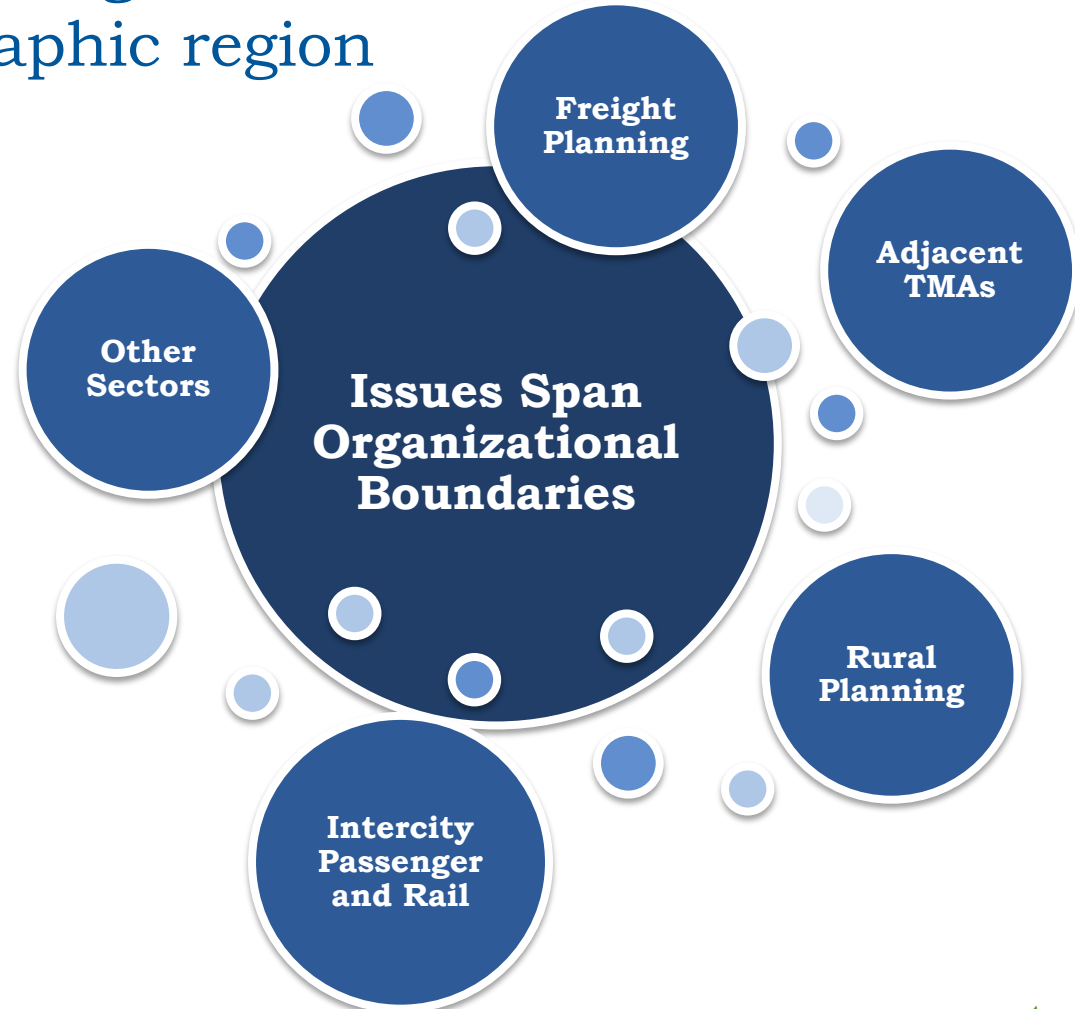 aphic region
Freight
Planning
Adjacent
TMAs
Other
Sectors
Issues Span
Organizational
Boundaries
Rural
Planning
Intercity
Passenger
and Rail